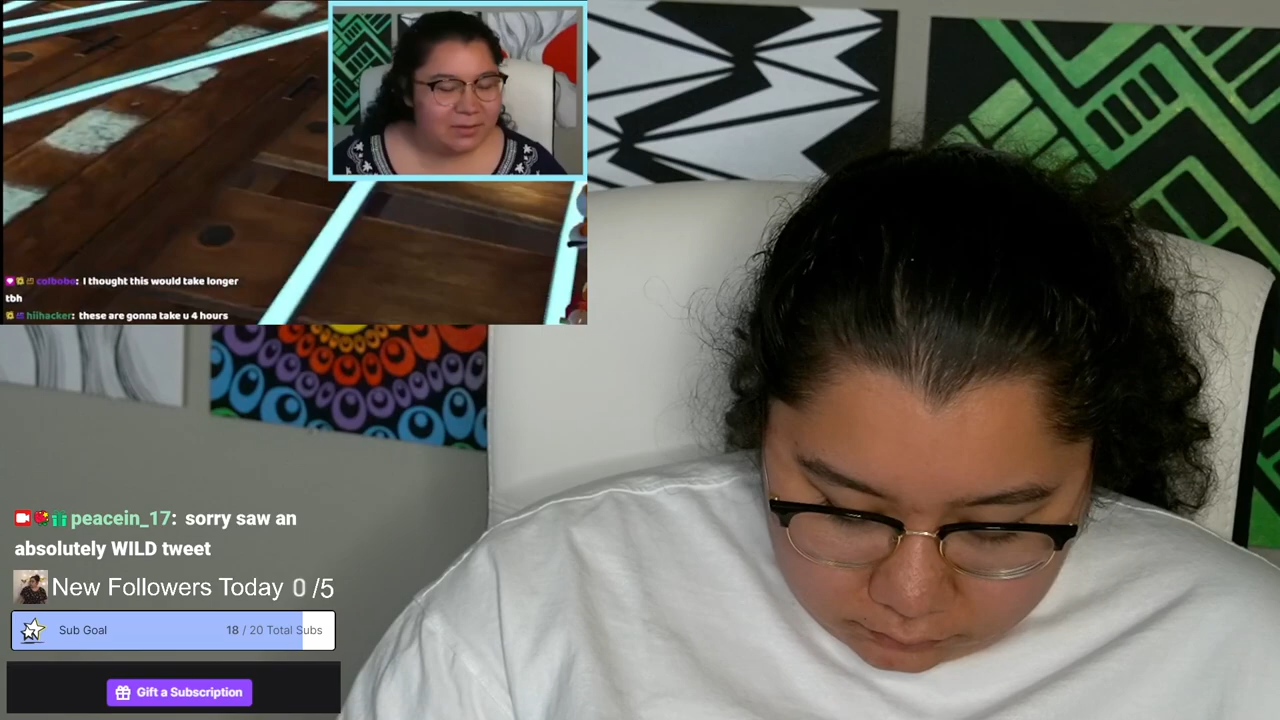 colbobo: I thought this would take longer
tbh
hiihacker: these are gonna take u 4 hours
peacein_17: sorry saw an
absolutely WILD tweet
New Followers Today 0 /5
Sub Goal 18 / 20 Total Subs
Gift a Subscription